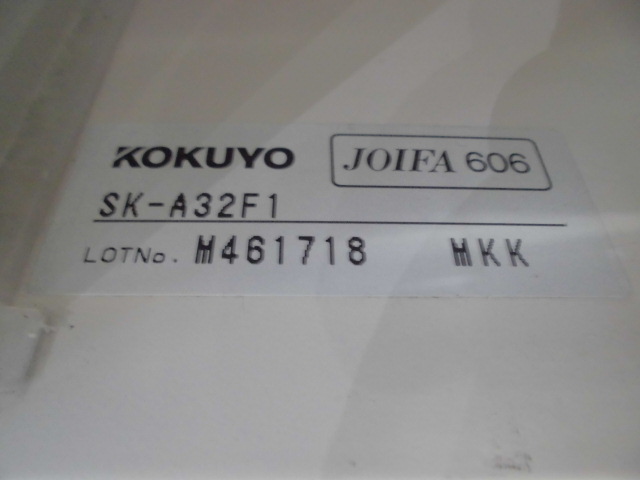 KOKUYO JOIFA 606
SK-A32F1
LOTNo. M461718 MKK